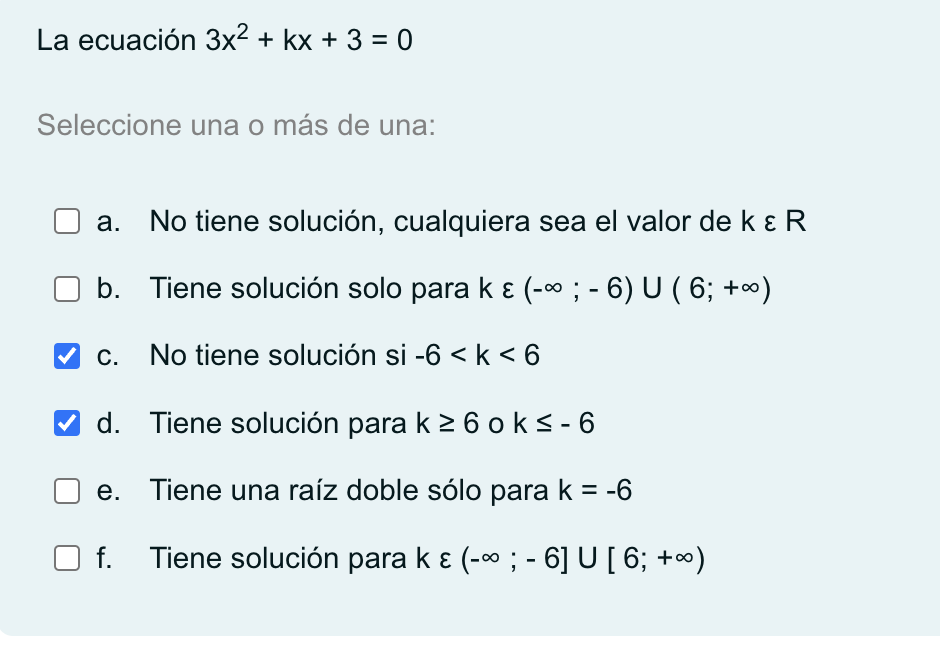 La ecuación 3x² + kx + 3 = 0
Seleccione una o más de una:
a. No tiene solución, cualquiera sea el valor de k ε R
b. Tiene solución solo para k ε (-∞ ; - 6) U ( 6; +∞)
c. No tiene solución si -6 < k < 6
d. Tiene solución para k ≥ 6 o k ≤ - 6
e. Tiene una raíz doble sólo para k = -6
f. Tiene solución para k ε (-∞ ; - 6] U [ 6; +∞)